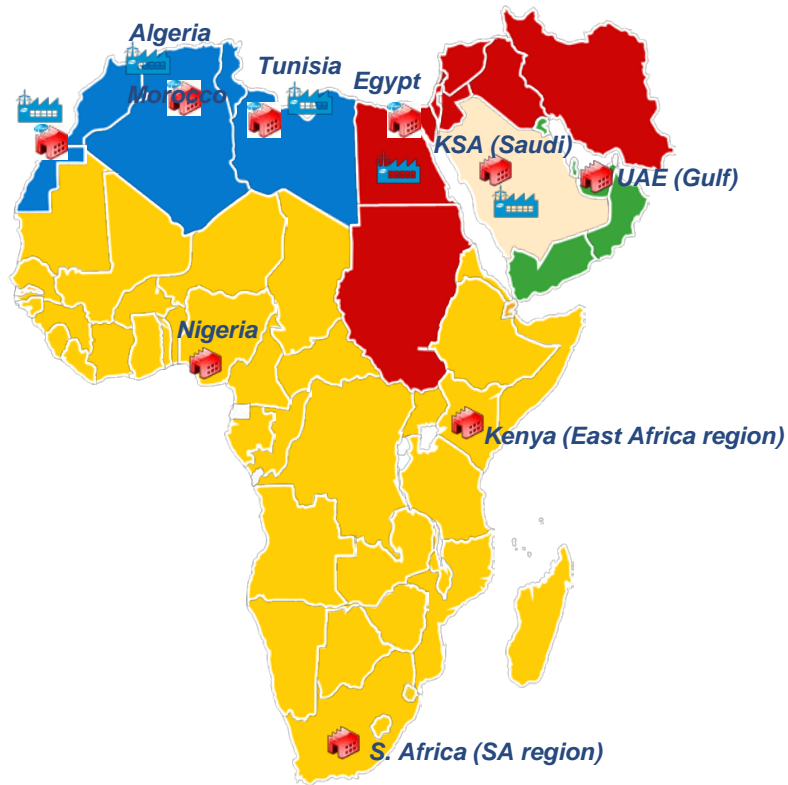 Algeria
Tunisia
Egypt
Morocco
KSA (Saudi)
UAE (Gulf)
Nigeria
Kenya (East Africa region)
S. Africa (SA region)